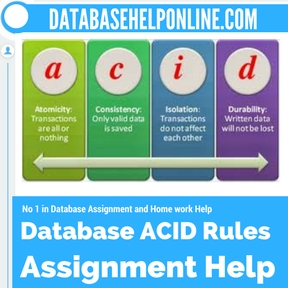 DATABASEHELPONLINE.COM
a c i d
Atomicity: Consistency: Isolation: Durability:
Transactions Only valid data Transactions Written data
are all or is saved do not affect will not be lost
nothing each other
No 1 in Database Assignment and Home work Help
Database ACID Rules
Assignment Help